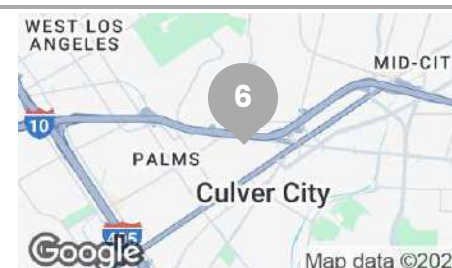 WEST LOS
ANGELES
MID-CIT
6
10
PALMS
Culver City
405
Google
Map data ©202